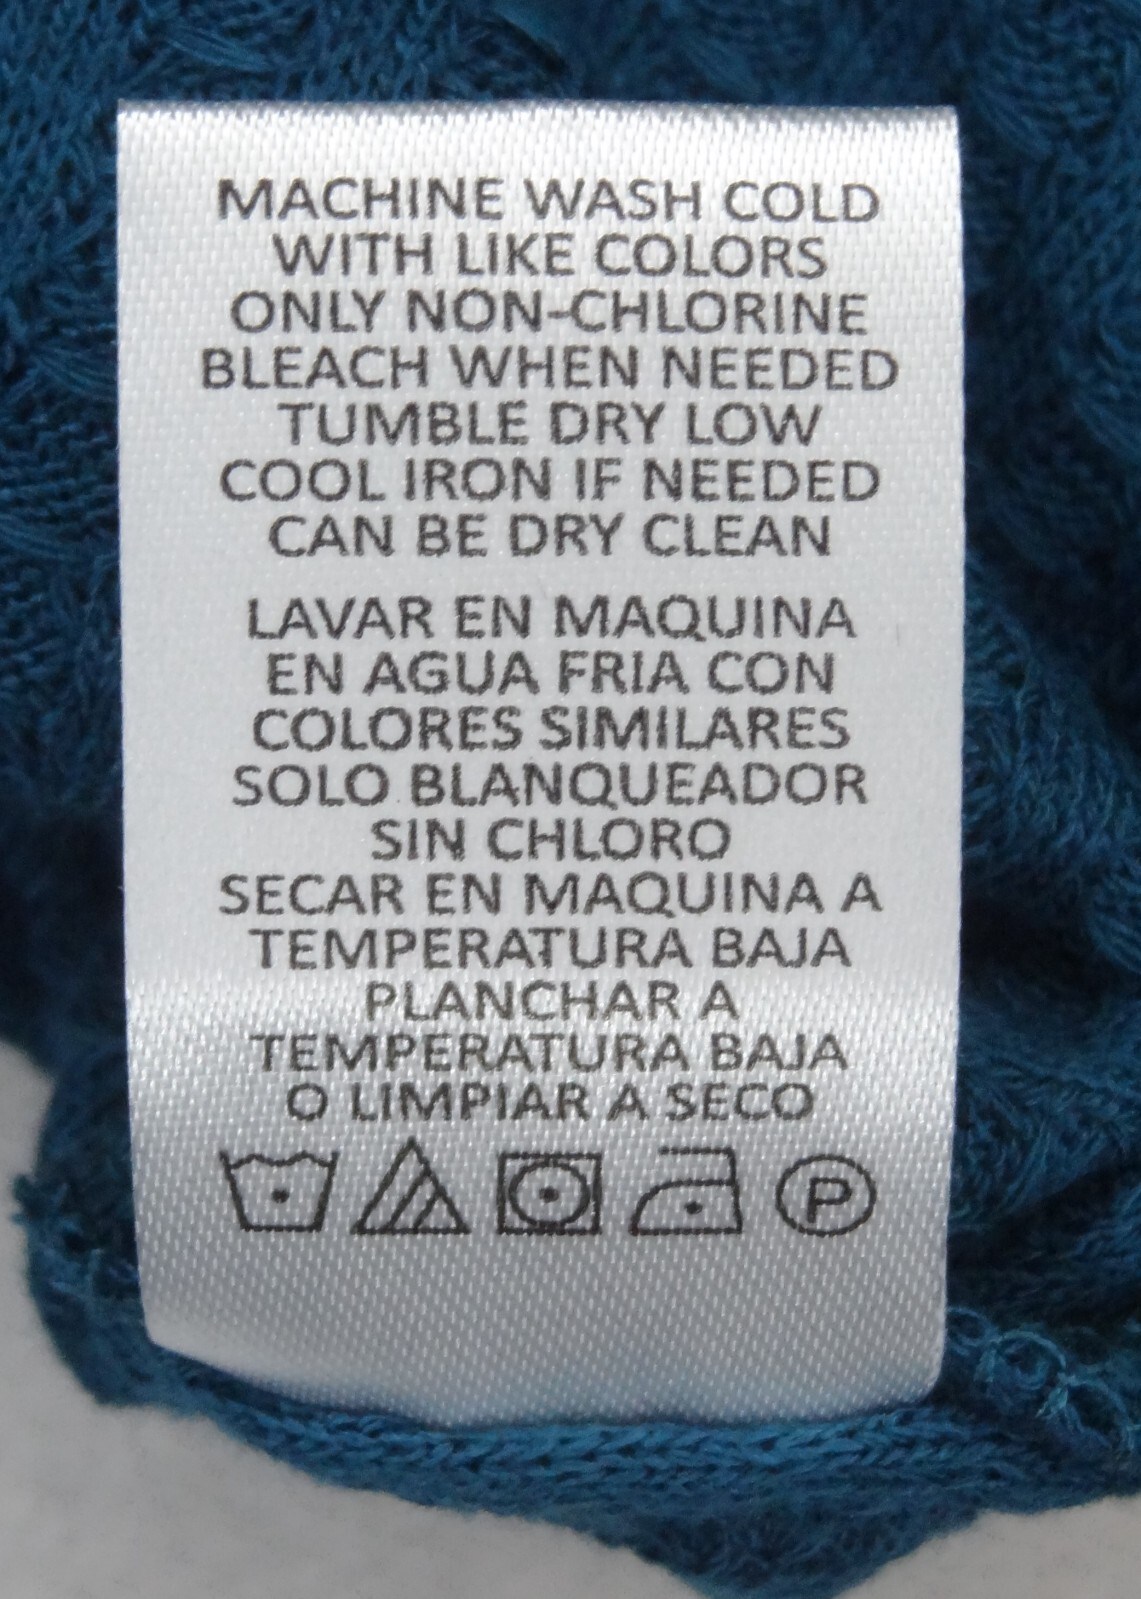 MACHINE WASH COLD
WITH LIKE COLORS
ONLY NON-CHLORINE
BLEACH WHEN NEEDED
TUMBLE DRY LOW
COOL IRON IF NEEDED
CAN BE DRY CLEAN
LAVAR EN MAQUINA
EN AGUA FRIA CON
COLORES SIMILARES
SOLO BLANQUEADOR
SIN CHLORO
SECAR EN MAQUINA A
TEMPERATURA BAJA
PLANCHAR A
TEMPERATURA BAJA
O LIMPIAR A SECO
P